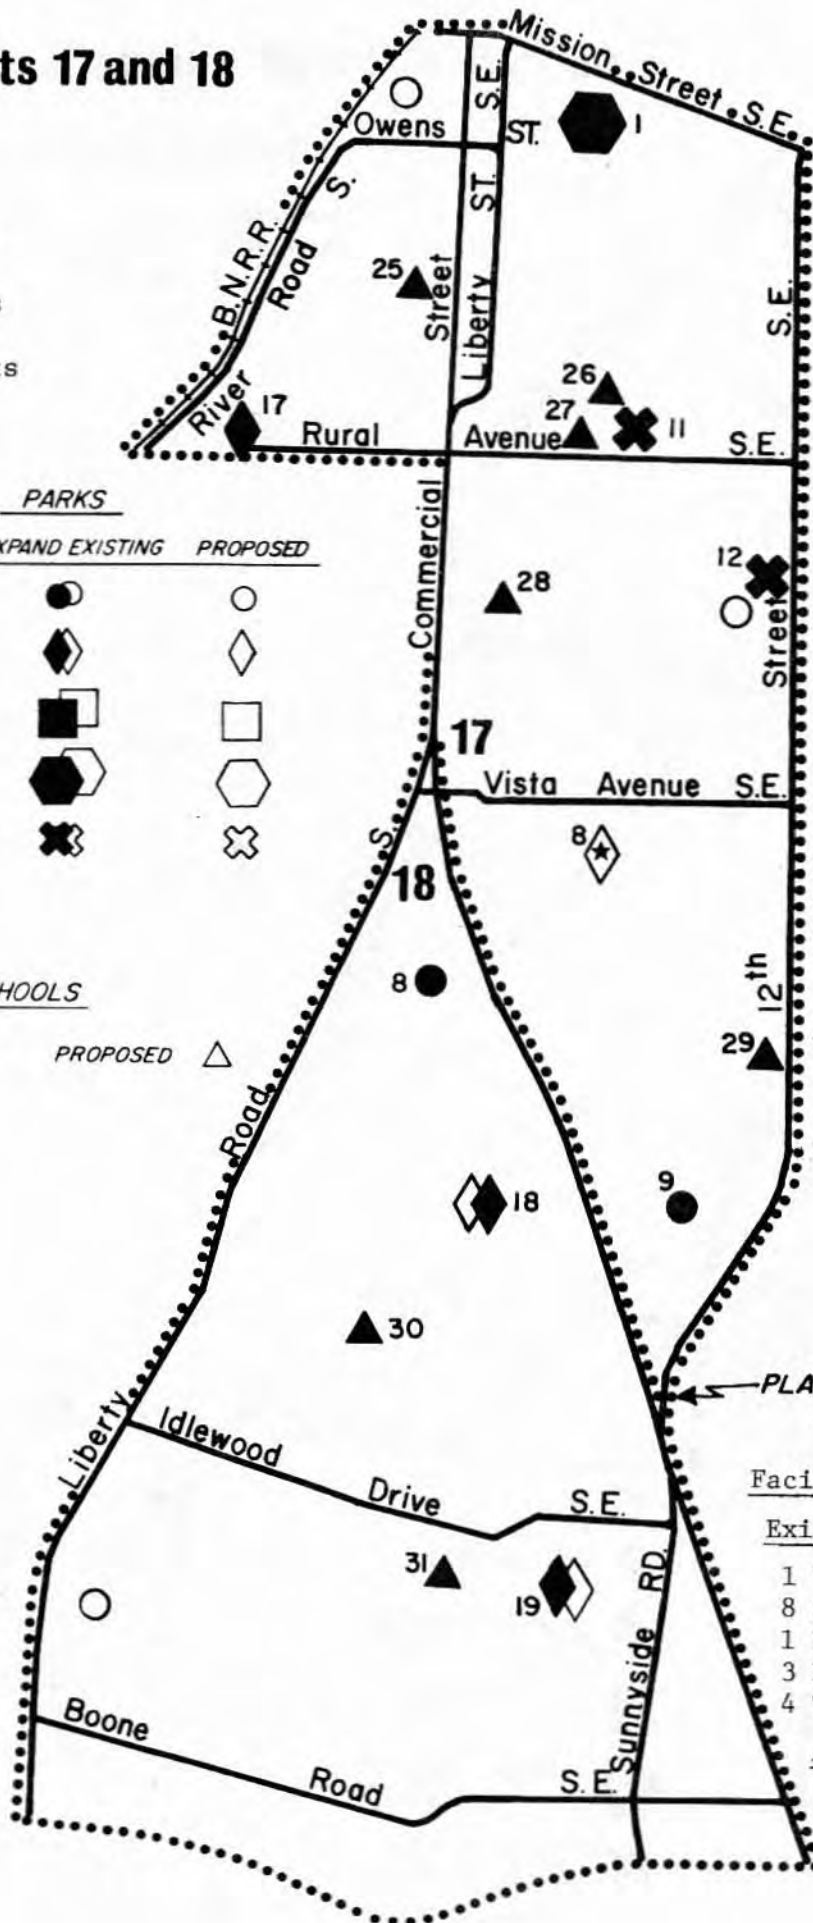 ts 17 and 18
Mission Street S.E.
S.E.
Owens ST.
1
S.
B.N.R.R.
Road
River
25
Street
Liberty ST.
S.E.
26
27
11
17
Rural Avenue S.E.
s
PARKS
XPAND EXISTING PROPOSED
Commercial
28
12
Street
17
Vista Avenue S.E.
S.
18
8
8
HOOLS
PROPOSED
12th
29
Road
18
9
30
PLA
Liberty
Idlewood Drive S.E.
Faci
Exi
1
8
1
3
4
31
19
Sunnyside RD.
Boone Road S.E.